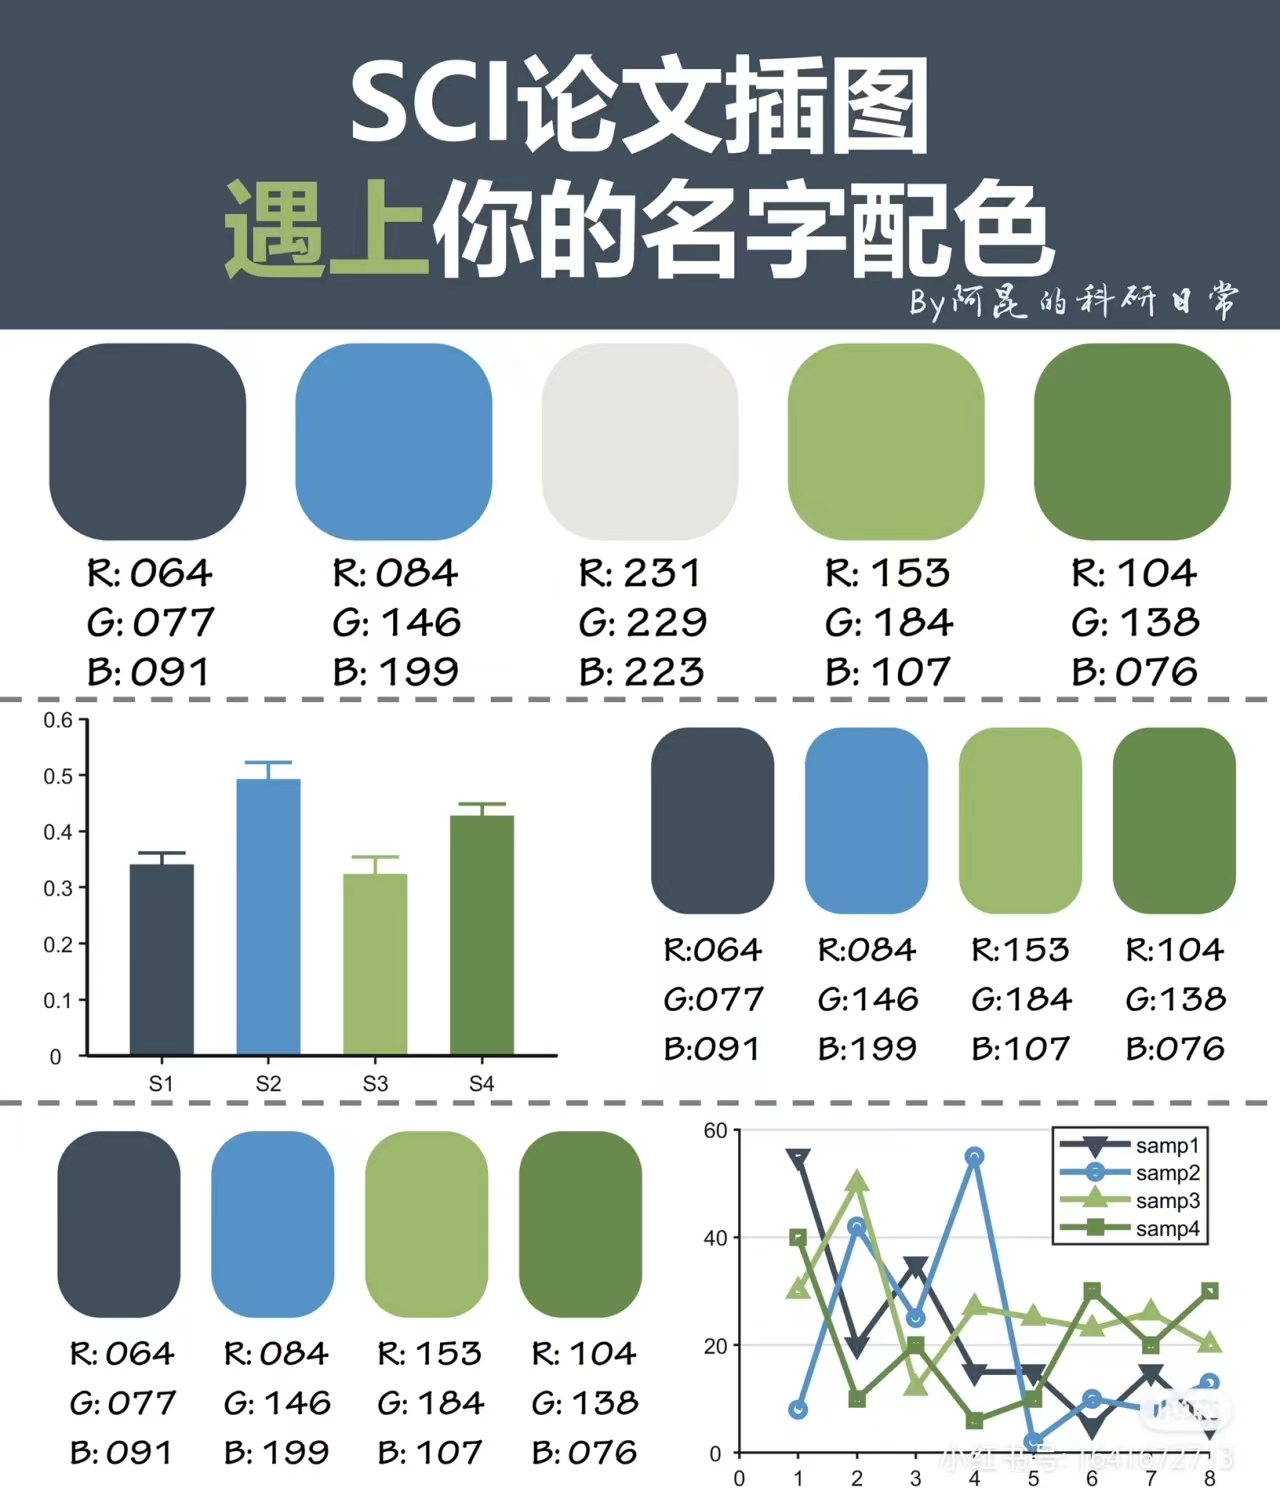 SCI论文插图
遇上你的名字配色
By阿昆的科研日常
R: 064 R: 084 R: 231 R: 153 R: 104
G: 077 G: 146 G: 229 G: 184 G: 138
B: 091 B: 199 B: 223 B: 107 B: 076
0.6
0.5
0.4
0.3
0.2
0.1
0
S1 S2 S3 S4
R:064 R:084 R:153 R:104
G:077 G:146 G:184 G:138
B:091 B:199 B:107 B:076
R: 064 R: 084 R: 153 R: 104
G: 077 G: 146 G: 184 G: 138
B: 091 B: 199 B: 107 B: 076
60
40
20
0
samp1
samp2
samp3
samp4
0 1 2 3 4 5 6 7 8
小红书号: 1641672713